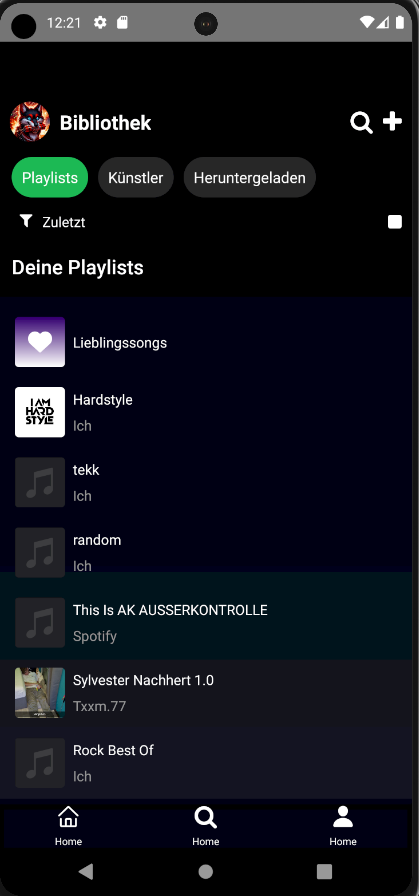 12:21
Bibliothek
Playlists Künstler Heruntergeladen
Zuletzt
Deine Playlists
Lieblingssongs
I AM
HARD
STYLE
Hardstyle
Ich
tekk
Ich
random
Ich
This Is AK AUSSERKONTROLLE
Spotify
Sylvester Nachhert 1.0
Txxm.77
Rock Best Of
Ich
Home Home Home